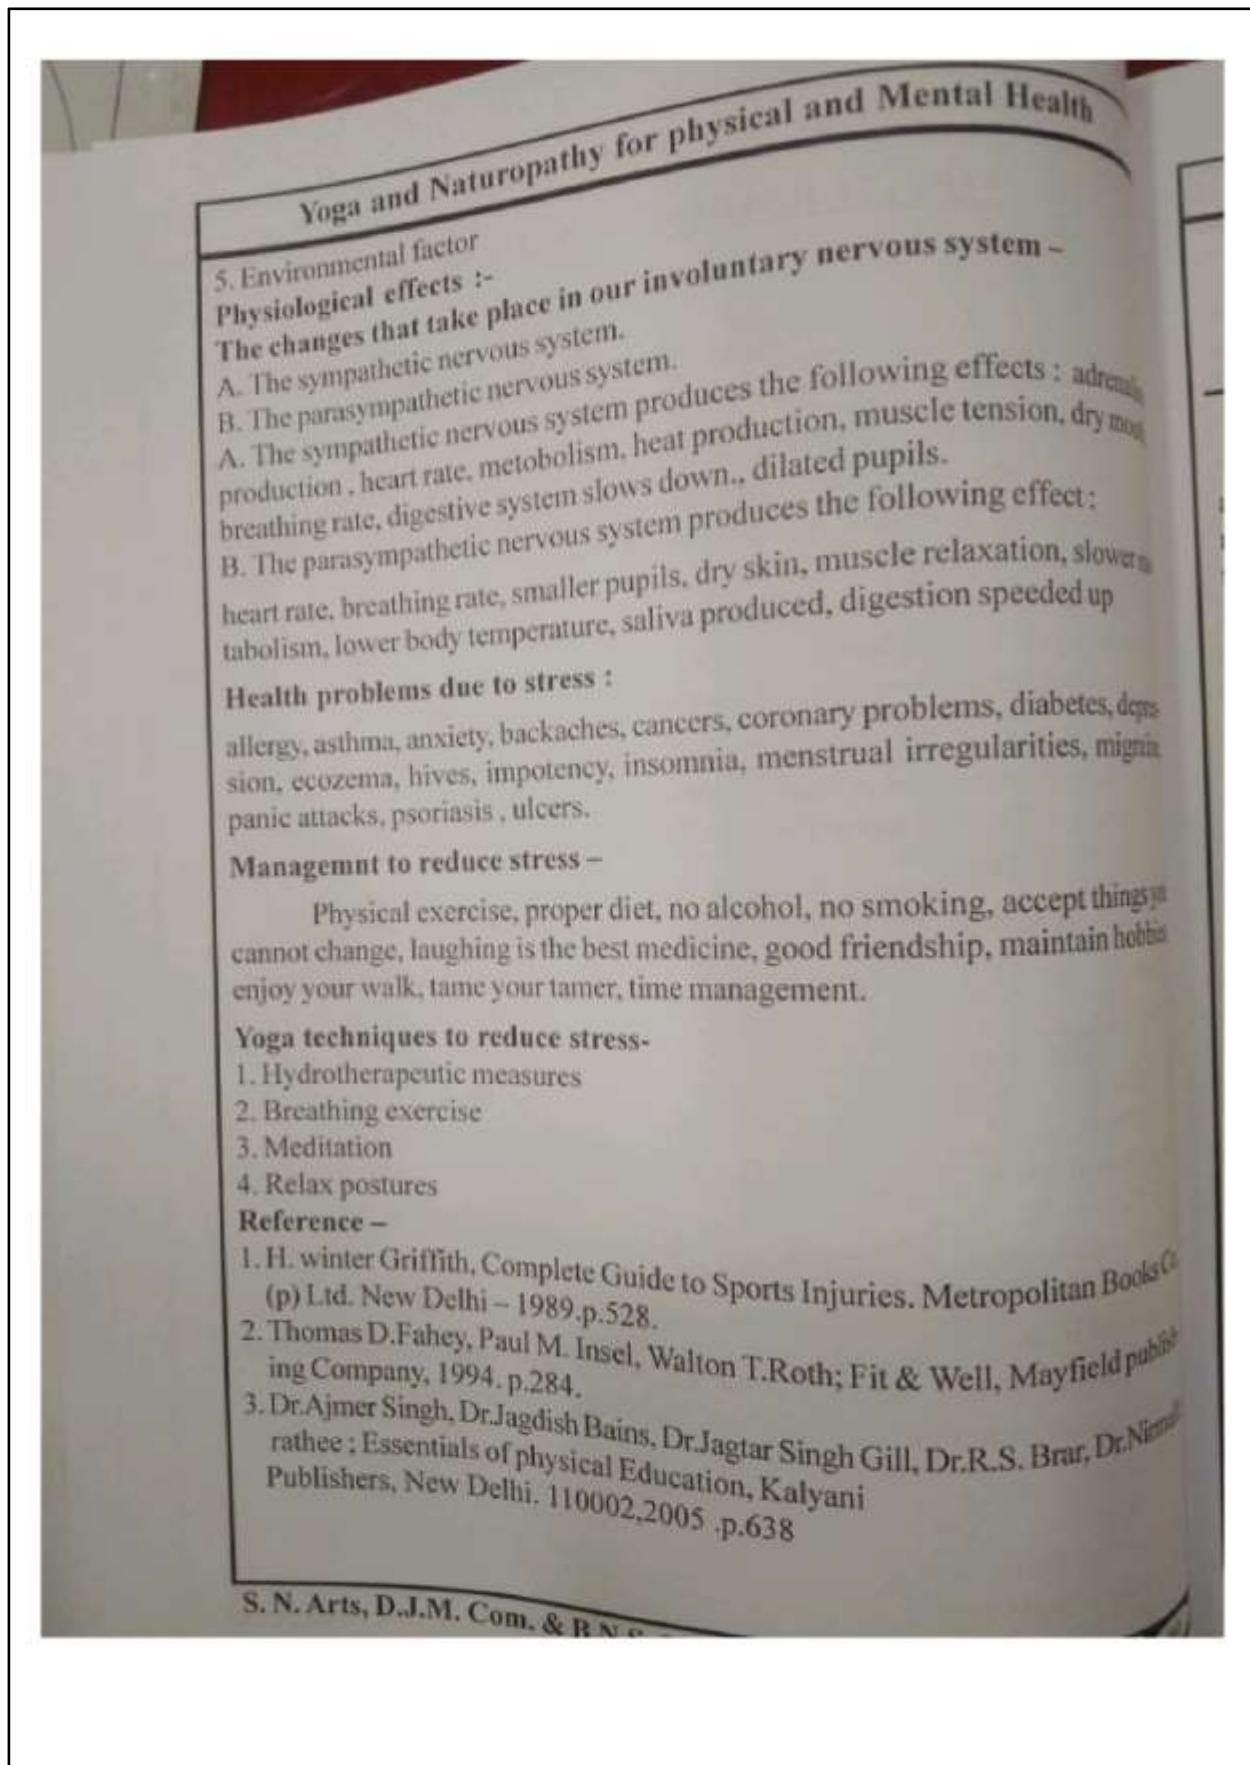 Yoga and Naturopathy for physical and Mental Health
5. Environmental factor
Physiological effects :-
The changes that take place in our involuntary nervous system –
A. The sympathetic nervous system.
B. The parasympathetic nervous system.
A. The sympathetic nervous system produces the following effects :
production , heart rate, metobolism, heat production, muscle tension, dry
breathing rate, digestive system slows down., dilated pupils.
B. The parasympathetic nervous system produces the following effect:
heart rate, breathing rate, smaller pupils, dry skin, muscle relaxation, slower
tabolism, lower body temperature, saliva produced, digestion speeded up
Health problems due to stress :
allergy, asthma, anxiety, backaches, cancers, coronary problems, diabetes,
sion, ecozema, hives, impotency, insomnia, menstrual irregularities,
panic attacks, psoriasis , ulcers.
Managemnt to reduce stress –
Physical exercise, proper diet, no alcohol, no smoking, accept things
cannot change, laughing is the best medicine, good friendship, maintain
enjoy your walk, tame your tamer, time management.
Yoga techniques to reduce stress-
1. Hydrotherapeutic measures
2. Breathing exercise
3. Meditation
4. Relax postures
Reference –
1. H. winter Griffith, Complete Guide to Sports Injuries. Metropolitan Books
(p) Ltd. New Delhi – 1989.p.528.
2. Thomas D.Fahey, Paul M. Insel, Walton T.Roth; Fit & Well, Mayfield publish
ing Company, 1994. p.284.
3. Dr.Ajmer Singh, Dr.Jagdish Bains, Dr.Jagtar Singh Gill, Dr.R.S. Brar,
rathee ; Essentials of physical Education, Kalyani
Publishers, New Delhi. 110002,2005 .p.638
S. N. Arts, D.J.M. Com. &